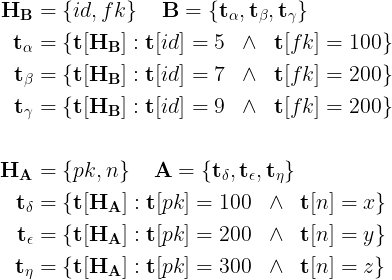 H_B = {id, fk}    B = {t_α, t_β, t_γ}
t_α = {t[H_B] : t[id] = 5  ∧  t[fk] = 100}
t_β = {t[H_B] : t[id] = 7  ∧  t[fk] = 200}
t_γ = {t[H_B] : t[id] = 9  ∧  t[fk] = 200}
H_A = {pk, n}    A = {t_δ, t_ϵ, t_η}
t_δ = {t[H_A] : t[pk] = 100  ∧  t[n] = x}
t_ϵ = {t[H_A] : t[pk] = 200  ∧  t[n] = y}
t_η = {t[H_A] : t[pk] = 300  ∧  t[n] = z}